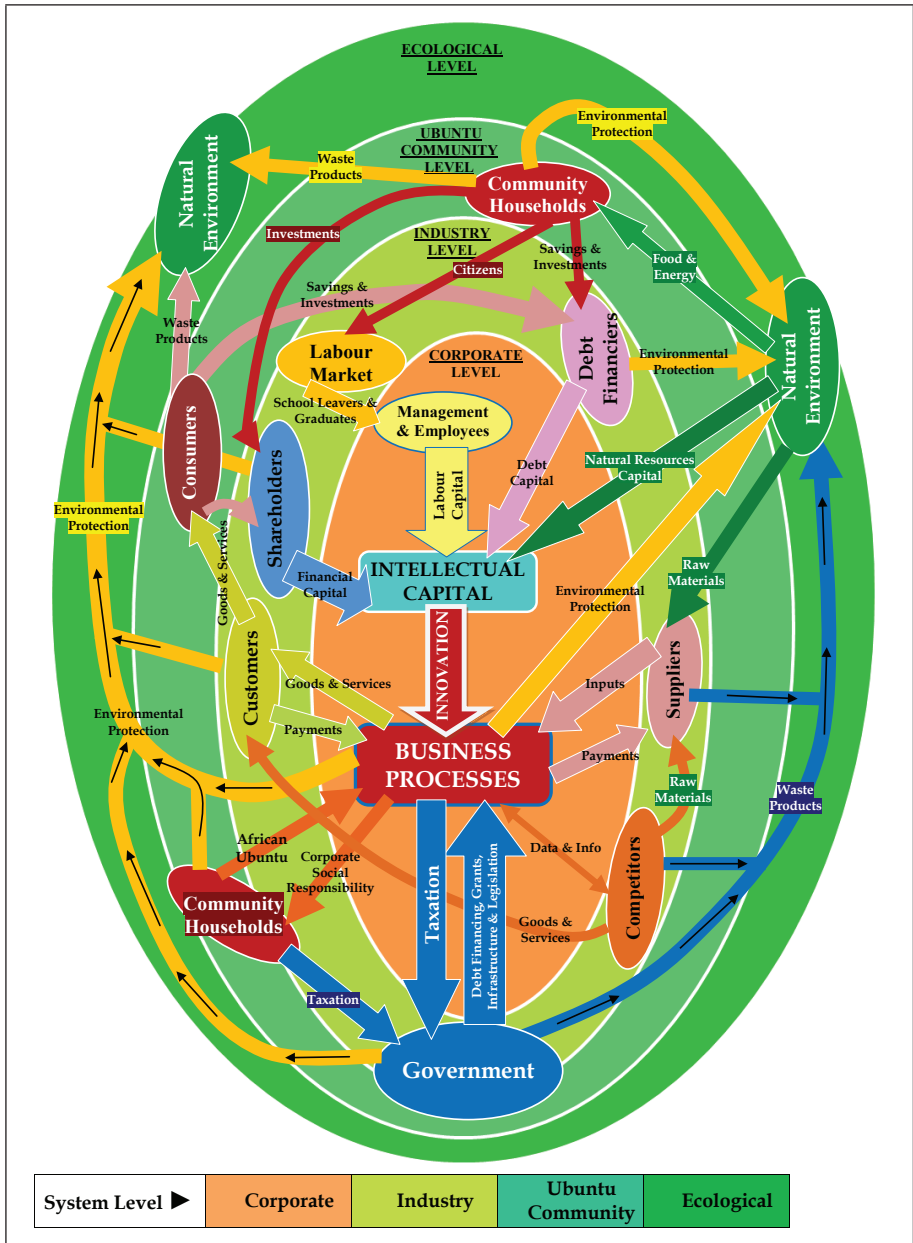 ECOLOGICAL
LEVEL
Environmental
Protection
UBUNTU
COMMUNITY
LEVEL
Waste
Products
Natural
Environment
Community
Households
Investments
INDUSTRY
LEVEL
Citizens
Savings &
Investments
Food &
Energy
Savings &
Investments
Waste
Products
Labour
Market
CORPORATE
LEVEL
Debt
Financiers
Environmental
Protection
Natural
Environment
School Leavers &
Graduates
Management
& Employees
Consumers
Shareholders
Labour
Capital
Debt
Capital
Natural Resources
Capital
Environmental
Protection
Goods & Services
Financial
Capital
INTELLECTUAL
CAPITAL
Environmental
Protection
Raw
Materials
Customers
Goods & Services
INNOVATION
Inputs
Suppliers
Environmental
Protection
Payments
BUSINESS
PROCESSES
Payments
Raw
Materials
Waste
Products
African
Ubuntu
Corporate
Social
Responsibility
Data & Info
Community
Households
Taxation
Debt Financing, Grants,
Infrastructure & Legislation
Goods &
Services
Competitors
Taxation
Government
System Level ►
Corporate
Industry
Ubuntu
Community
Ecological